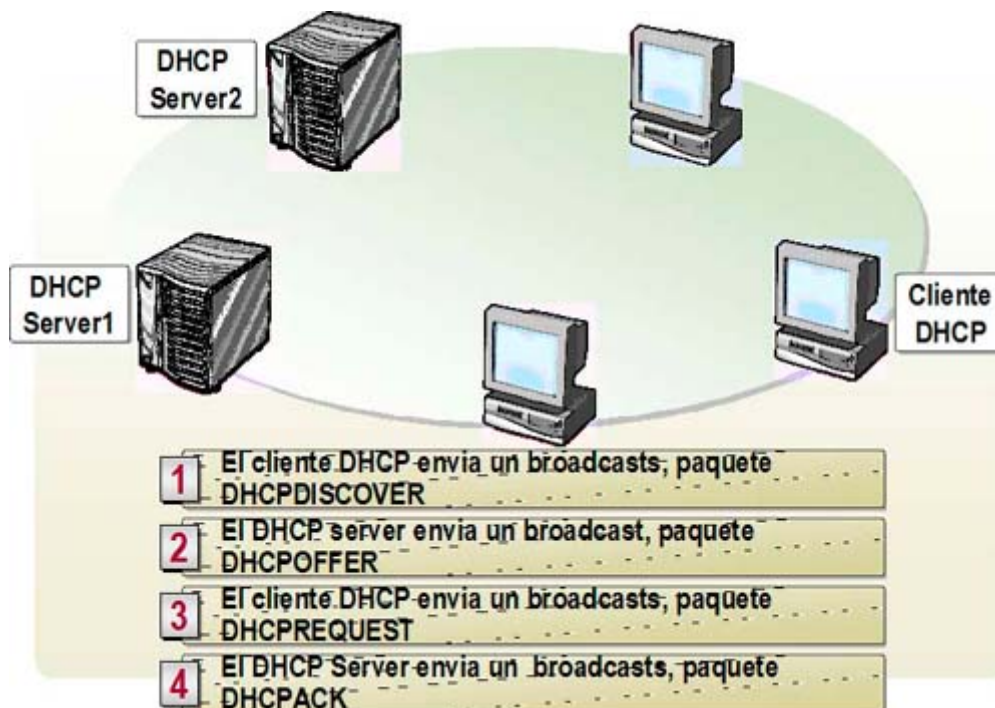 DHCP
Server2
DHCP
Server1
Cliente
DHCP
1 El cliente DHCP envia un broadcasts, paquete
DHCPDISCOVER
2 El DHCP server envia un broadcast, paquete
DHCPOFFER
3 El cliente DHCP envia un broadcasts, paquete
DHCPREQUEST
4 El DHCP Server envia un broadcasts, paquete
DHCPACK